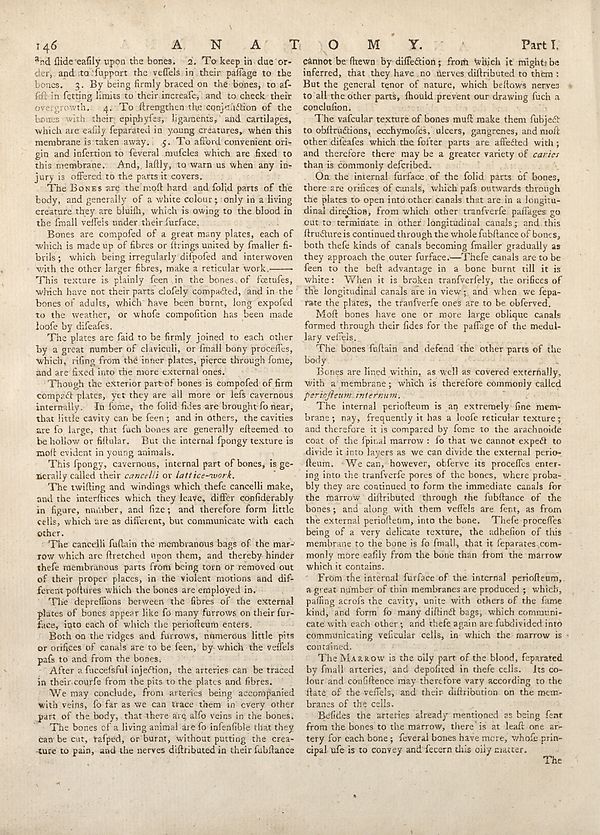 146 A N A T O M Y. Part I.
and ſlide eaſily upon the bones. 2. To keep in due or-
der, and to ſupport the veſſels in their paſſage to the
bones. 3. By being firmly braced on the bones, to aſ-
ſiſt in ſetting limits to their increaſe, and to check their
overgrowth. 4. To ſtrengthen the conjunction of the
bones with their epiphyſes, ligaments, and cartilages,
which are eaſily ſeparated in young creatures, when this
membrane is taken away. 5. To afford convenient ori-
gin and inſertion to ſeveral muſcles which are fixed to
this membrane. And, laſtly, to warn us when any in-
jury is offered to the parts it covers.
The BONES are the moſt hard and ſolid parts of the
body, and generally of a white colour; only in a living
creature they are bluiſh, which is owing to the blood in
the ſmall veſſels under their ſurface.
Bones are compoſed of a great many plates, each of
which is made up of fibres or ſtrings united by ſmaller fi-
brils; which being irregularly diſpoſed and interwoven
with the other larger fibres, make a reticular work.——
This texture is plainly ſeen in the bones of fœtuſes,
which have not their parts cloſely compacted, and in the
bones of adults, which have been burnt, long expoſed
to the weather, or whoſe compoſition has been made
looſe by diſeaſes.
The plates are ſaid to be firmly joined to each other
by a great number of claviculi, or ſmall bony proceſſes,
which, riſing from the inner plates, pierce through ſome,
and are fixed into the more external ones.
Though the exterior part of bones is compoſed of firm
compact plates, yet they are all more or leſs cavernous
internally. In ſome, the ſolid ſides are brought ſo near,
that little cavity can be ſeen; and in others, the cavities
are ſo large, that ſuch bones are generally eſteemed to
be hollow or fiſtular. But the internal ſpongy texture is
moſt evident in young animals.
This ſpongy, cavernous, internal part of bones, is ge-
nerally called their cancelli or lattice-work.
The twiſting and windings which theſe cancelli make,
and the interſtices which they leave, differ conſiderably
in figure, number, and ſize; and therefore form little
cells, which are as different, but communicate with each
other.
The cancelli ſuſtain the membranous bags of the mar-
row which are ſtretched upon them, and thereby hinder
theſe membranous parts from being torn or removed out
of their proper places, in the violent motions and dif-
ferent poſtures which the bones are employed in.
The depreſſions between the fibres of the external
plates of bones appear like ſo many furrows on their ſur-
face, into each of which the perioſteum enters.
Both on the ridges and furrows, numerous little pits
or orifices of canals are to be ſeen, by which the veſſels
paſs to and from the bones.
After a ſucceſsful injection, the arteries can be traced
in their courſe from the pits to the plates and fibres.
We may conclude, from arteries being accompanied
with veins, ſo far as we can trace them in every other
part of the body, that there are alſo veins in the bones.
The bones of a living animal are ſo inſenſible that they
can be cut, raſped, or burnt, without putting the crea-
ture to pain, and the nerves diſtributed in their ſubſtance
cannot be ſhewn by diſſection; from which it might be
inferred, that they have no nerves diſtributed to them:
But the general tenor of nature, which beſtows nerves
to all the other parts, ſhould prevent our drawing ſuch a
concluſion.
The vaſcular texture of bones muſt make them ſubject
to obſtructions, ecchymoſes, ulcers, gangrenes, and moſt
other diſeaſes which the ſofter parts are affected with;
and therefore there may be a greater variety of caries
than is commonly deſcribed.
On the internal ſurface of the ſolid parts of bones,
there are orifices of canals, which paſs outwards through
the plates to open into other canals that are in a longitu-
dinal direction, from which other tranſverſe paſſages go
out to terminate in other longitudinal canals; and this
ſtructure is continued through the whole ſubſtance of bones,
both theſe kinds of canals becoming ſmaller gradually as
they approach the outer ſurface.—Theſe canals are to be
ſeen to the beſt advantage in a bone burnt till it is
white: When it is broken tranſverſely, the orifices of
the longitudinal canals are in view; and when we ſepa-
rate the plates, the tranſverſe ones are to be obſerved.
Moſt bones have one or more large oblique canals
formed through their ſides for the paſſage of the medul-
lary veſſels.
The bones ſuſtain and defend the other parts of the
body
Bones are lined within, as well as covered externally,
with a membrane; which is therefore commonly called
perioſteum internum.
The internal perioſteum is an extremely fine mem-
brane; nay, frequently it has a looſe reticular texture;
and therefore it is compared by ſome to the arachnoide
coat of the ſpinal marrow: ſo that we cannot expect to
divide it into layers as we can divide the external perio-
ſteum. We can, however, obſerve its proceſſes enter-
ing into the tranſverſe pores of the bones, where proba-
bly they are continued to form the immediate canals for
the marrow diſtributed through the ſubſtance of the
bones; and along with them veſſels are ſent, as from
the external perioſteum, into the bone. Theſe proceſſes
being of a very delicate texture, the adheſion of this
membrane to the bone is ſo ſmall, that it ſeparates com-
monly more eaſily from the bone than from the marrow
which it contains.
From the internal ſurface of the internal perioſteum,
a great number of thin membranes are produced; which,
paſſing acroſs the cavity, unite with others of the ſame
kind, and form ſo many diſtinct bags, which communi-
cate with each other; and theſe again are ſubdivided into
communicating veſicular cells, in which the marrow is
contained.
The MARROW is the oily part of the blood, ſeparated
by ſmall arteries, and depoſited in theſe cells. Its co-
lour and conſiſtence may therefore vary according to the
ſtate of the veſſels, and their diſtribution on the mem-
branes of the cells.
Beſides the arteries already mentioned as being ſent
from the bones to the marrow, there is at leaſt one ar-
tery for each bone; ſeveral bones have more, whoſe prin-
cipal uſe is to convey and ſecern this oily matter.
The